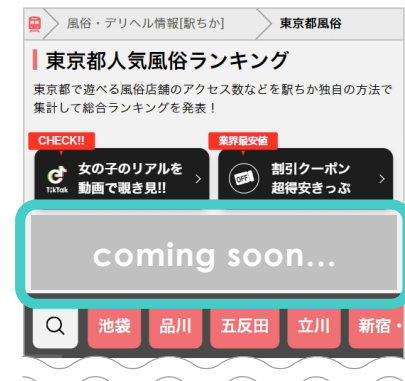 風俗・デリヘル情報[駅ちか] 東京都風俗
東京都人気風俗ランキング
東京都で遊べる風俗店舗のアクセス数などを駅ちか独自の方法で
集計して総合ランキングを発表！
CHECK!! 業界最安値
TikTok 女の子のリアルを
動画で覗き見!!
OFF 割引クーポン
超得安きっぷ
coming soon...
池袋 品川 五反田 立川 新宿・